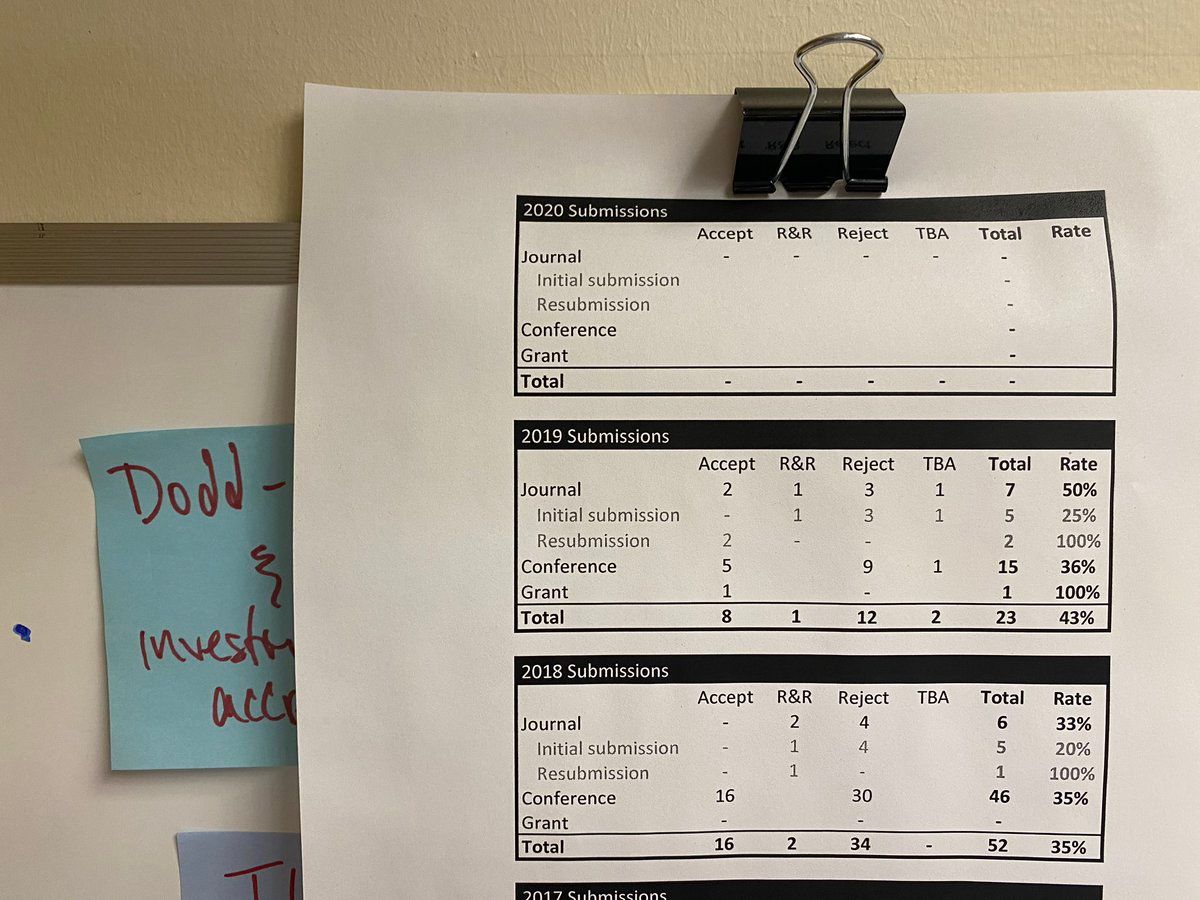 2020 Submissions
Accept R&R Reject TBA Total Rate
Journal - - - - -
Initial submission -
Resubmission -
Conference -
Grant -
Total - - - - -
2019 Submissions
Accept R&R Reject TBA Total Rate
Journal 2 1 3 1 7 50%
Initial submission - 1 3 1 5 25%
Resubmission 2 - - 2 100%
Conference 5 9 1 15 36%
Grant 1 - 1 100%
Total 8 1 12 2 23 43%
2018 Submissions
Accept R&R Reject TBA Total Rate
Journal - 2 4 6 33%
Initial submission - 1 4 5 20%
Resubmission - 1 - 1 100%
Conference 16 30 46 35%
Grant - - -
Total 16 2 34 - 52 35%
2017 Submissions
Dodd-
&